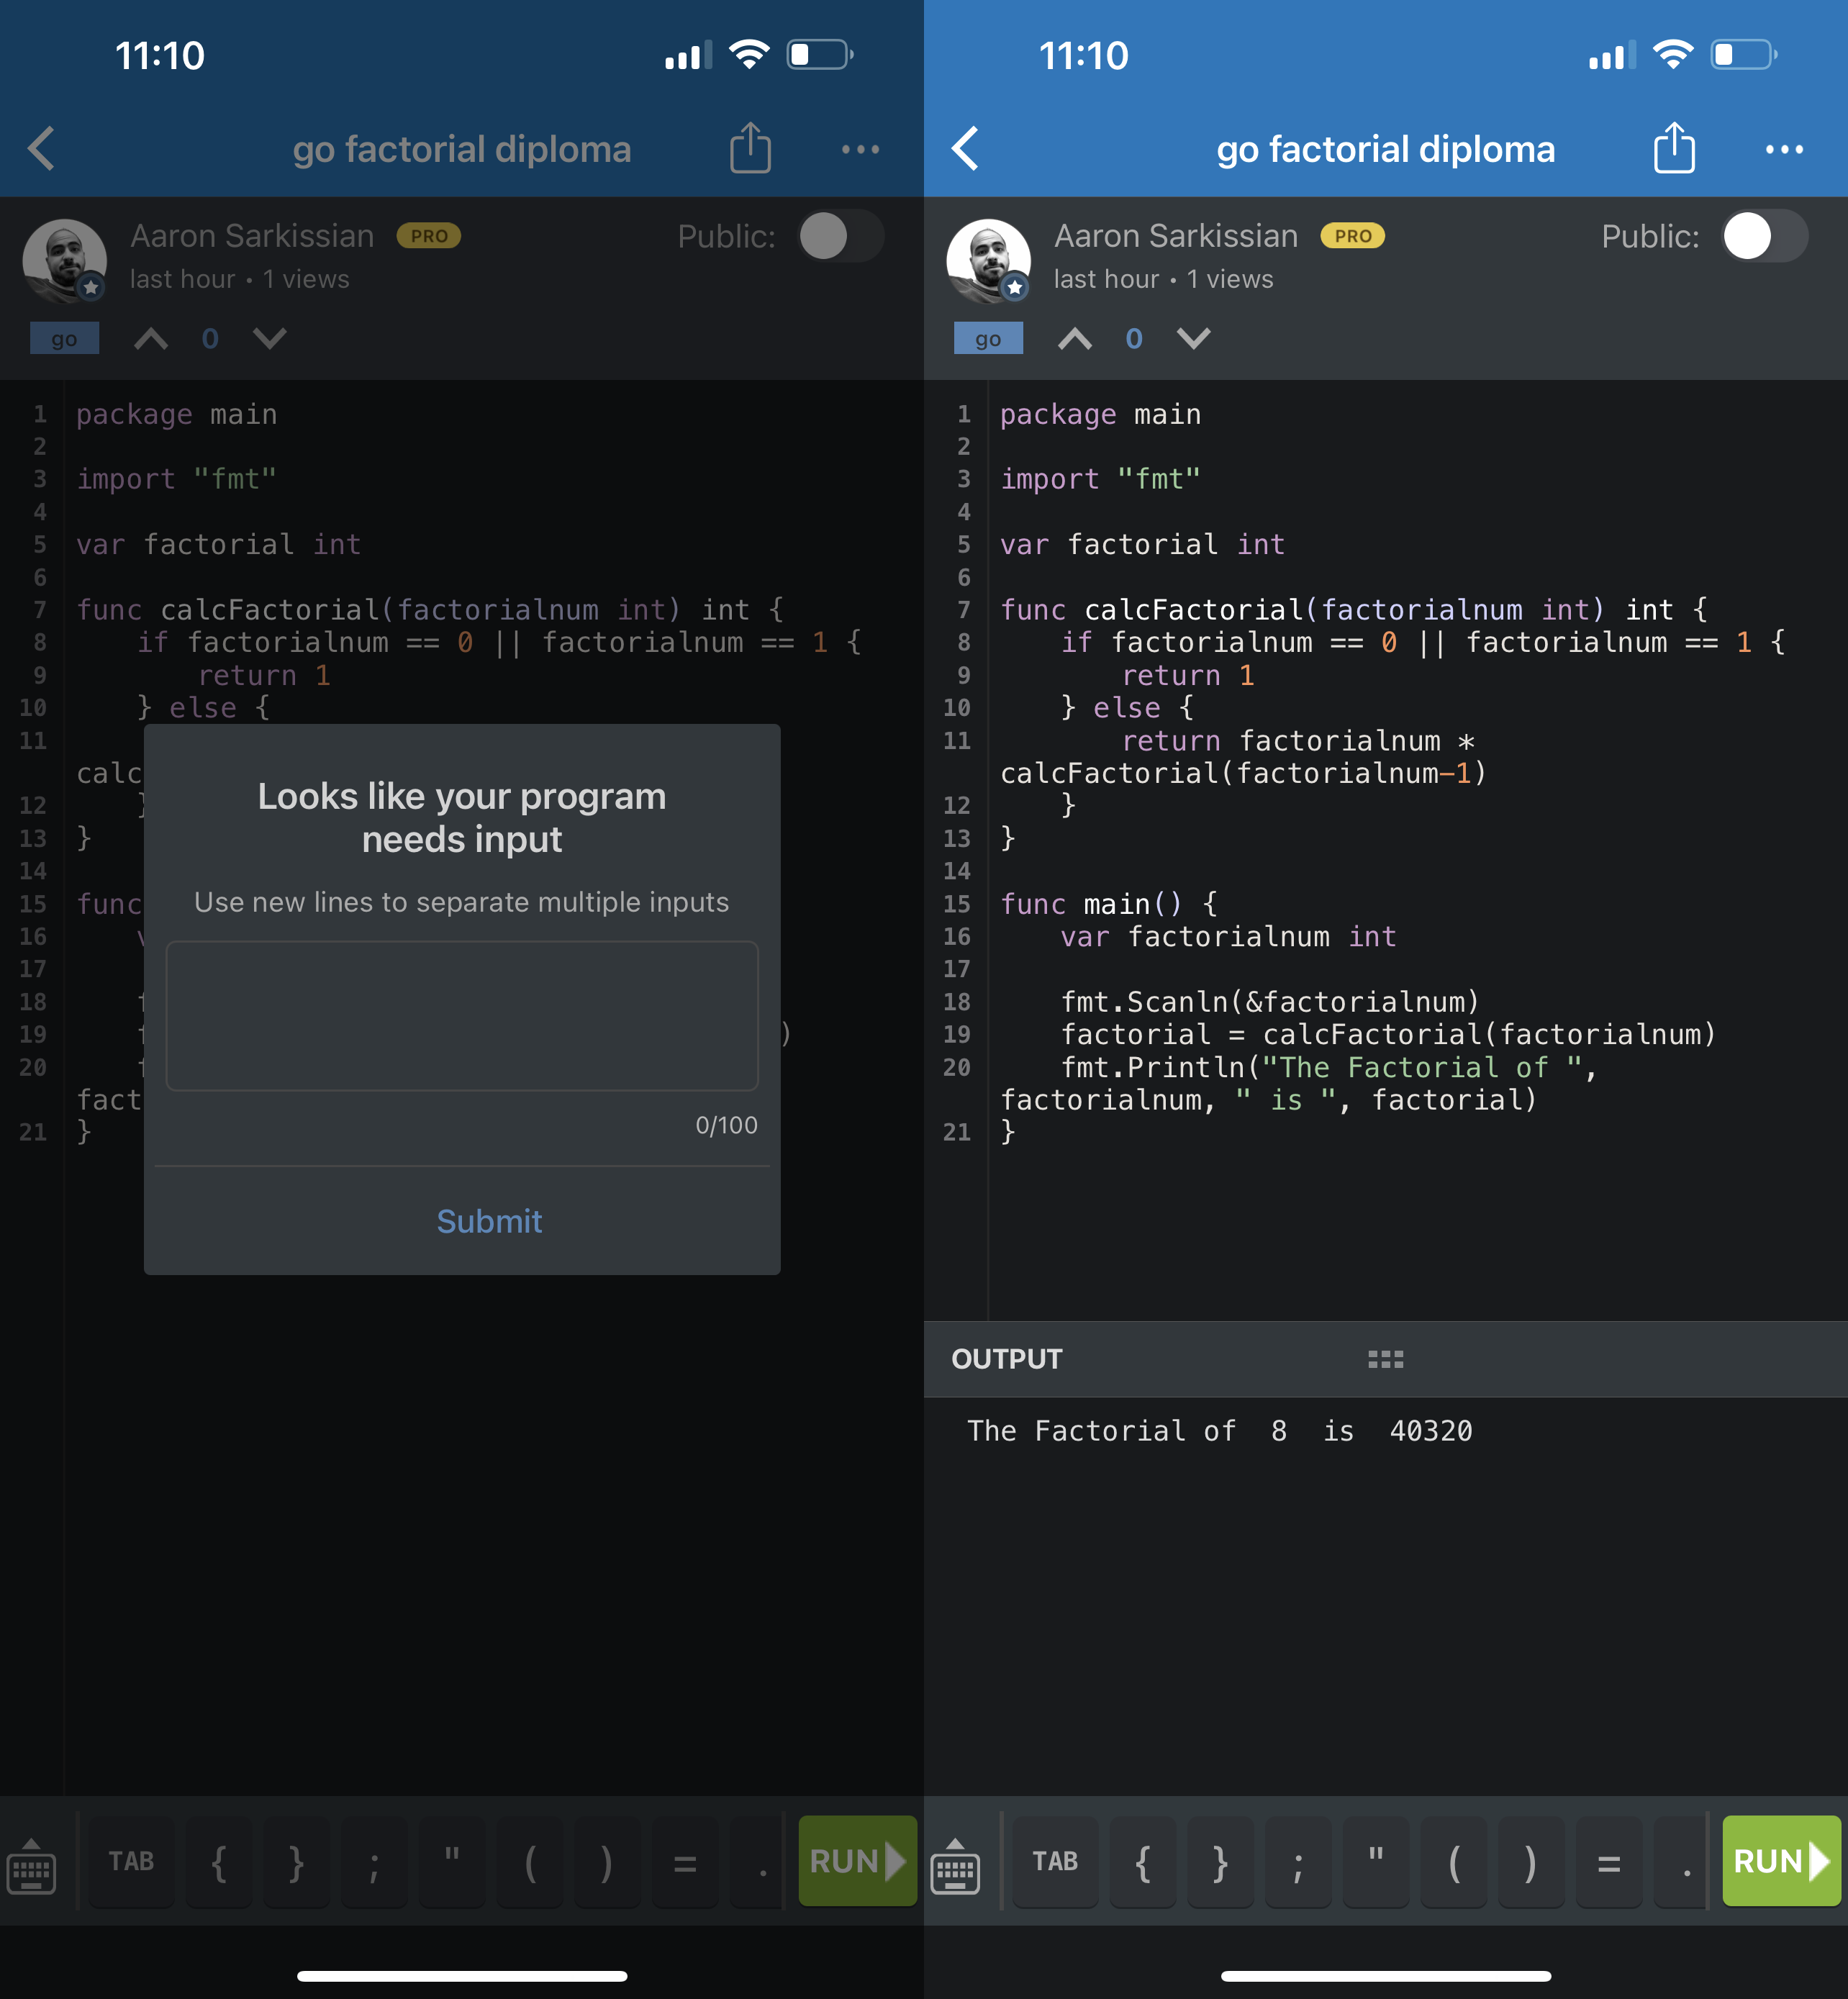 11:10
go factorial diploma
Aaron Sarkissian PRO
Public:
last hour • 1 views
go 0
1 package main
2
3 import "fmt"
4
5 var factorial int
6
7 func calcFactorial(factorialnum int) int {
8 if factorialnum == 0 || factorialnum == 1 {
9 return 1
10 } else {
11
calc
12 }
13 }
14
15 func
16
17
18
19 )
20
fact
21 }
Looks like your program
needs input
Use new lines to separate multiple inputs
0/100
Submit
TAB { } ; " ( ) = . RUN
11:10
go factorial diploma
Aaron Sarkissian PRO
Public:
last hour • 1 views
go 0
1 package main
2
3 import "fmt"
4
5 var factorial int
6
7 func calcFactorial(factorialnum int) int {
8 if factorialnum == 0 || factorialnum == 1 {
9 return 1
10 } else {
11 return factorialnum *
calcFactorial(factorialnum-1)
12 }
13 }
14
15 func main() {
16 var factorialnum int
17
18 fmt.Scanln(&factorialnum)
19 factorial = calcFactorial(factorialnum)
20 fmt.Println("The Factorial of ",
factorialnum, " is ", factorial)
21 }
OUTPUT
The Factorial of  8  is  40320
TAB { } ; " ( ) = . RUN